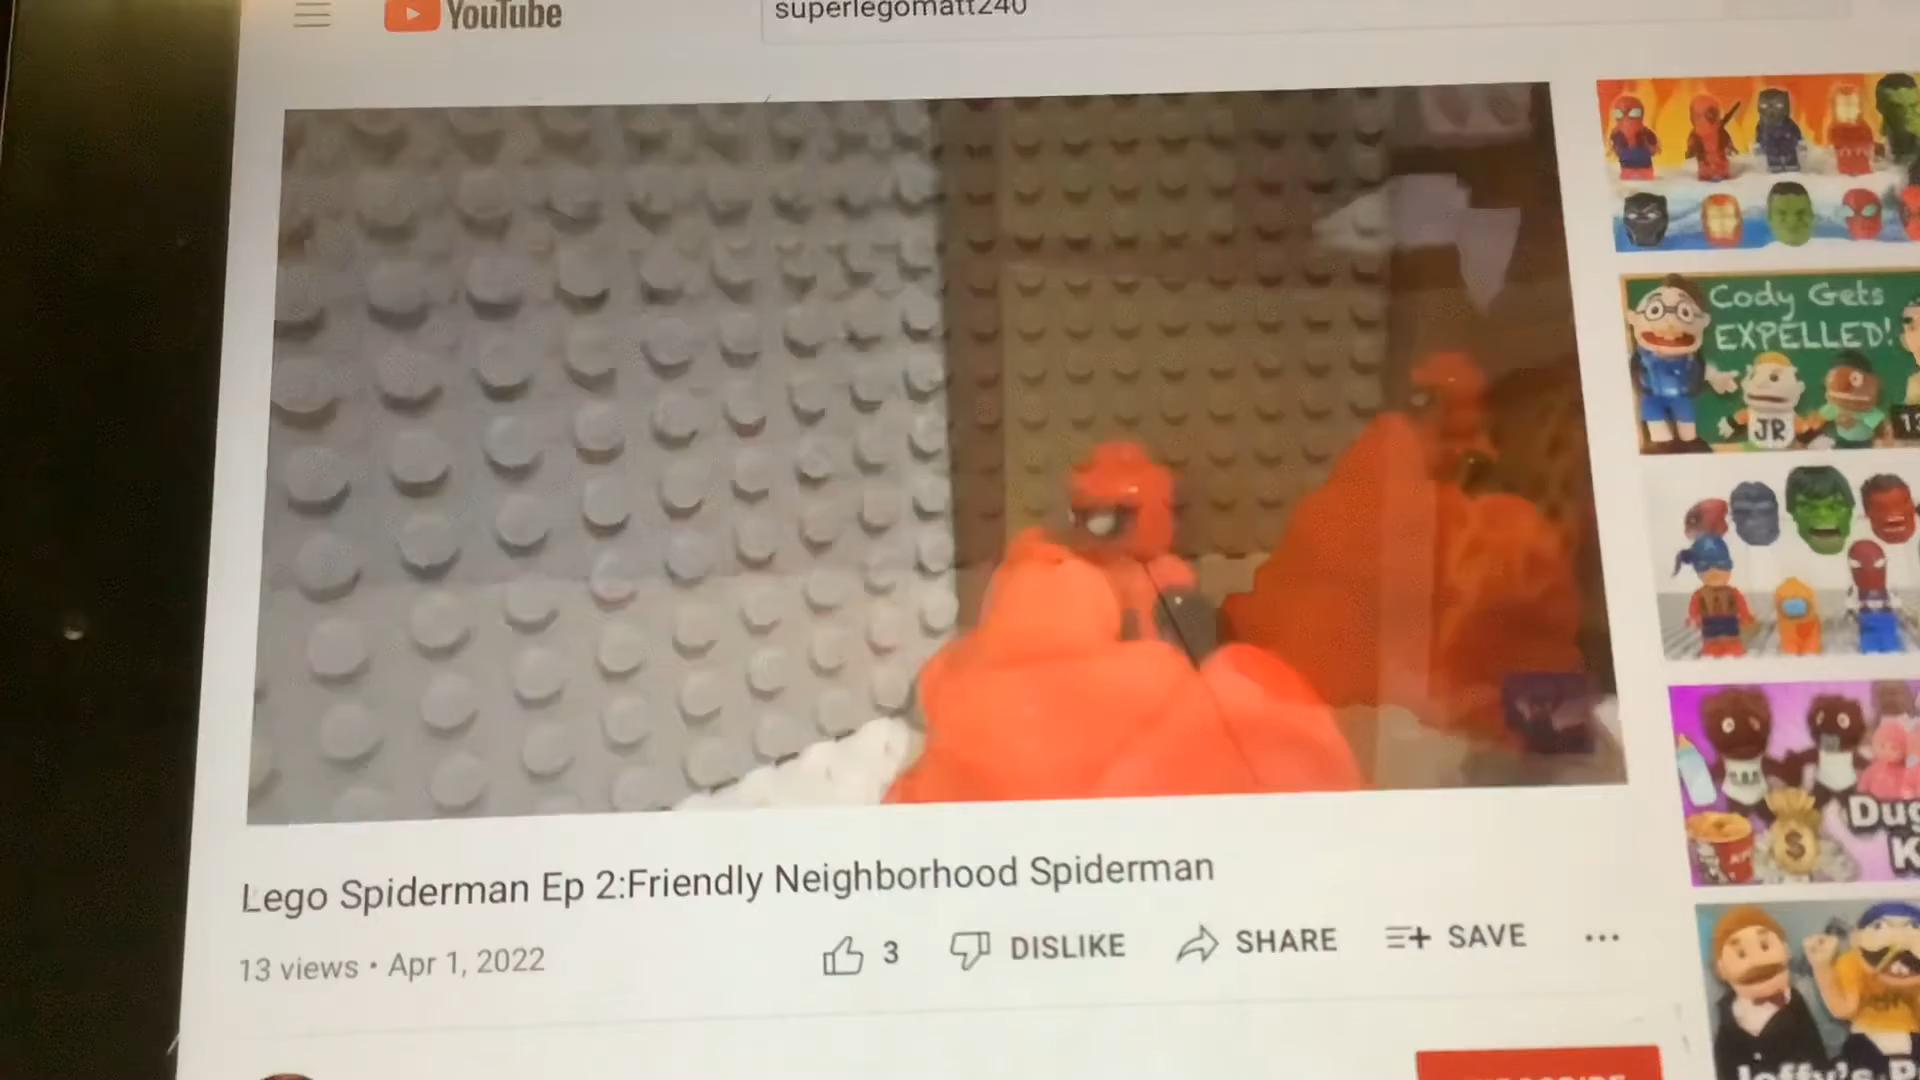 YouTube
superlegomatt240
Cody Gets
EXPELLED!
JR
$
Lego Spiderman Ep 2:Friendly Neighborhood Spiderman
13 views • Apr 1, 2022
3 DISLIKE SHARE SAVE